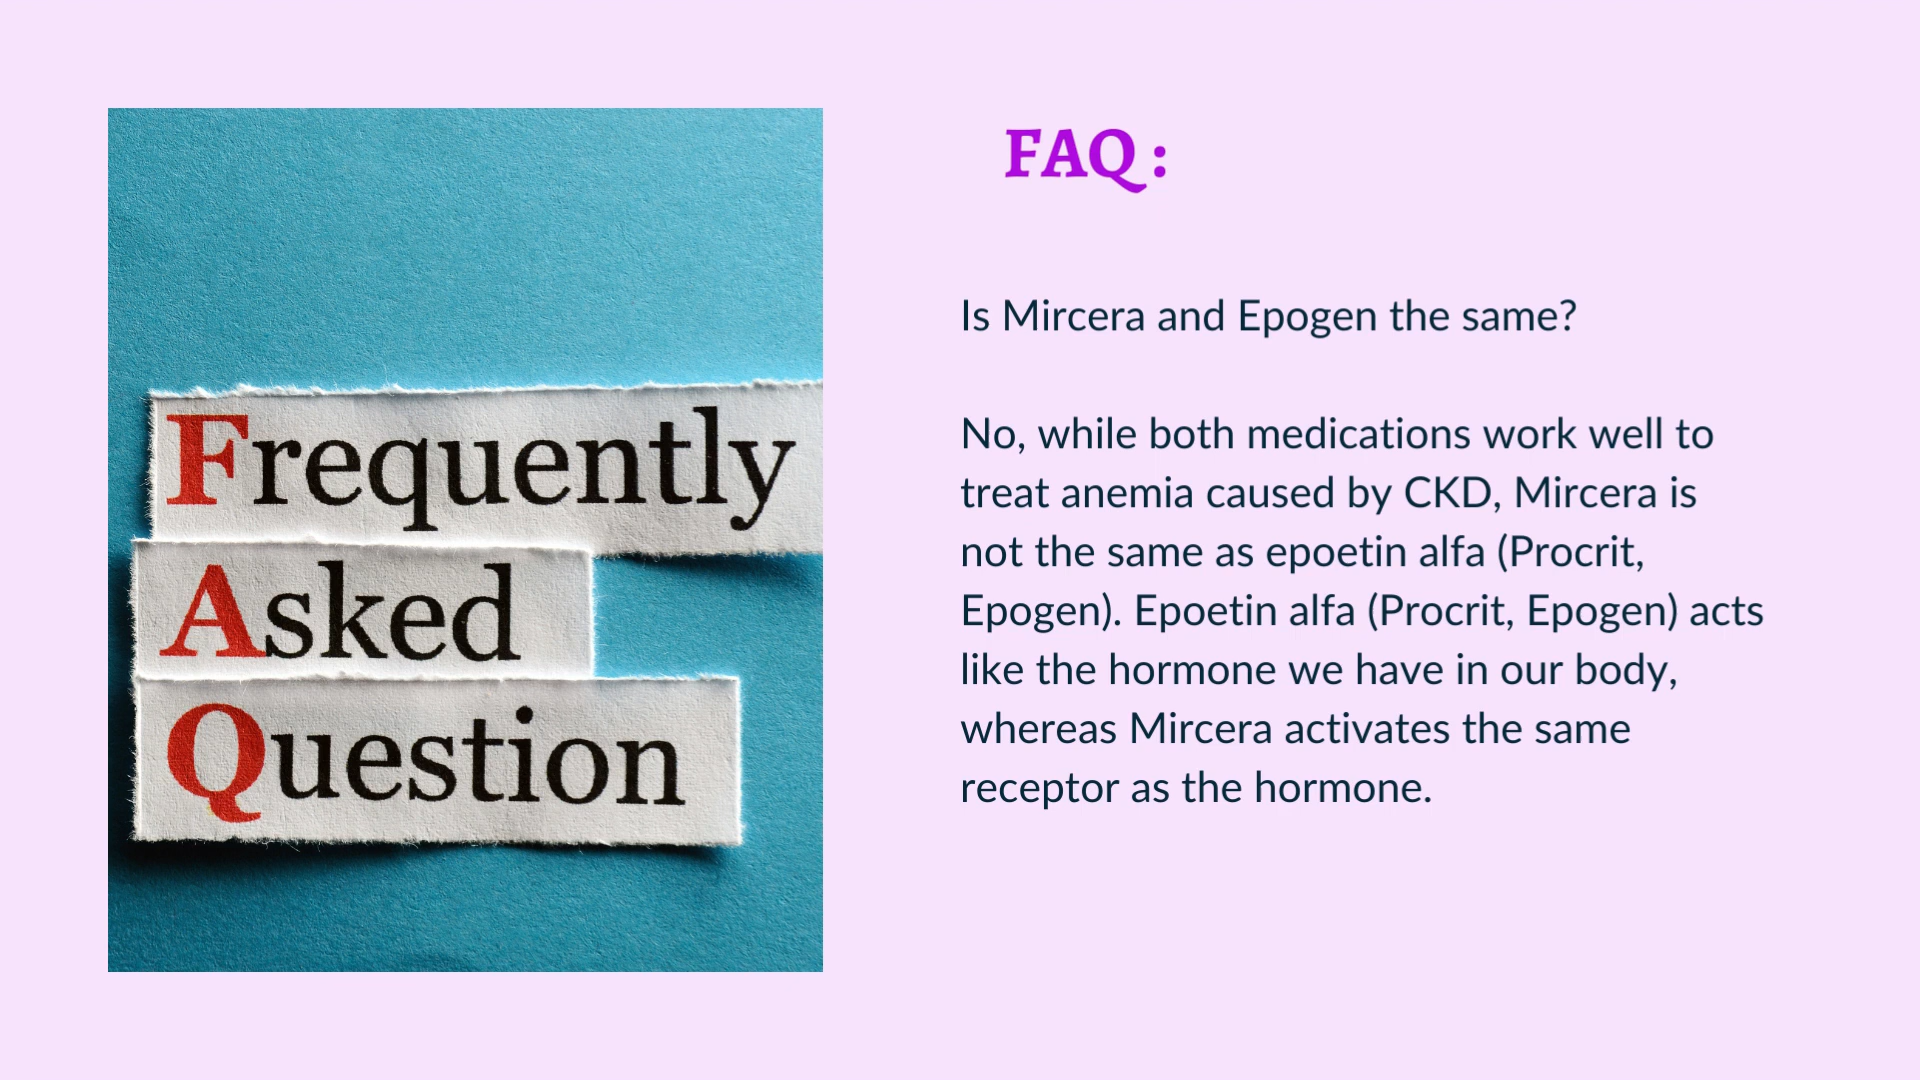 Frequently
Asked
Question
FAQ :
Is Mircera and Epogen the same?
No, while both medications work well to
treat anemia caused by CKD, Mircera is
not the same as epoetin alfa (Procrit,
Epogen). Epoetin alfa (Procrit, Epogen) acts
like the hormone we have in our body,
whereas Mircera activates the same
receptor as the hormone.